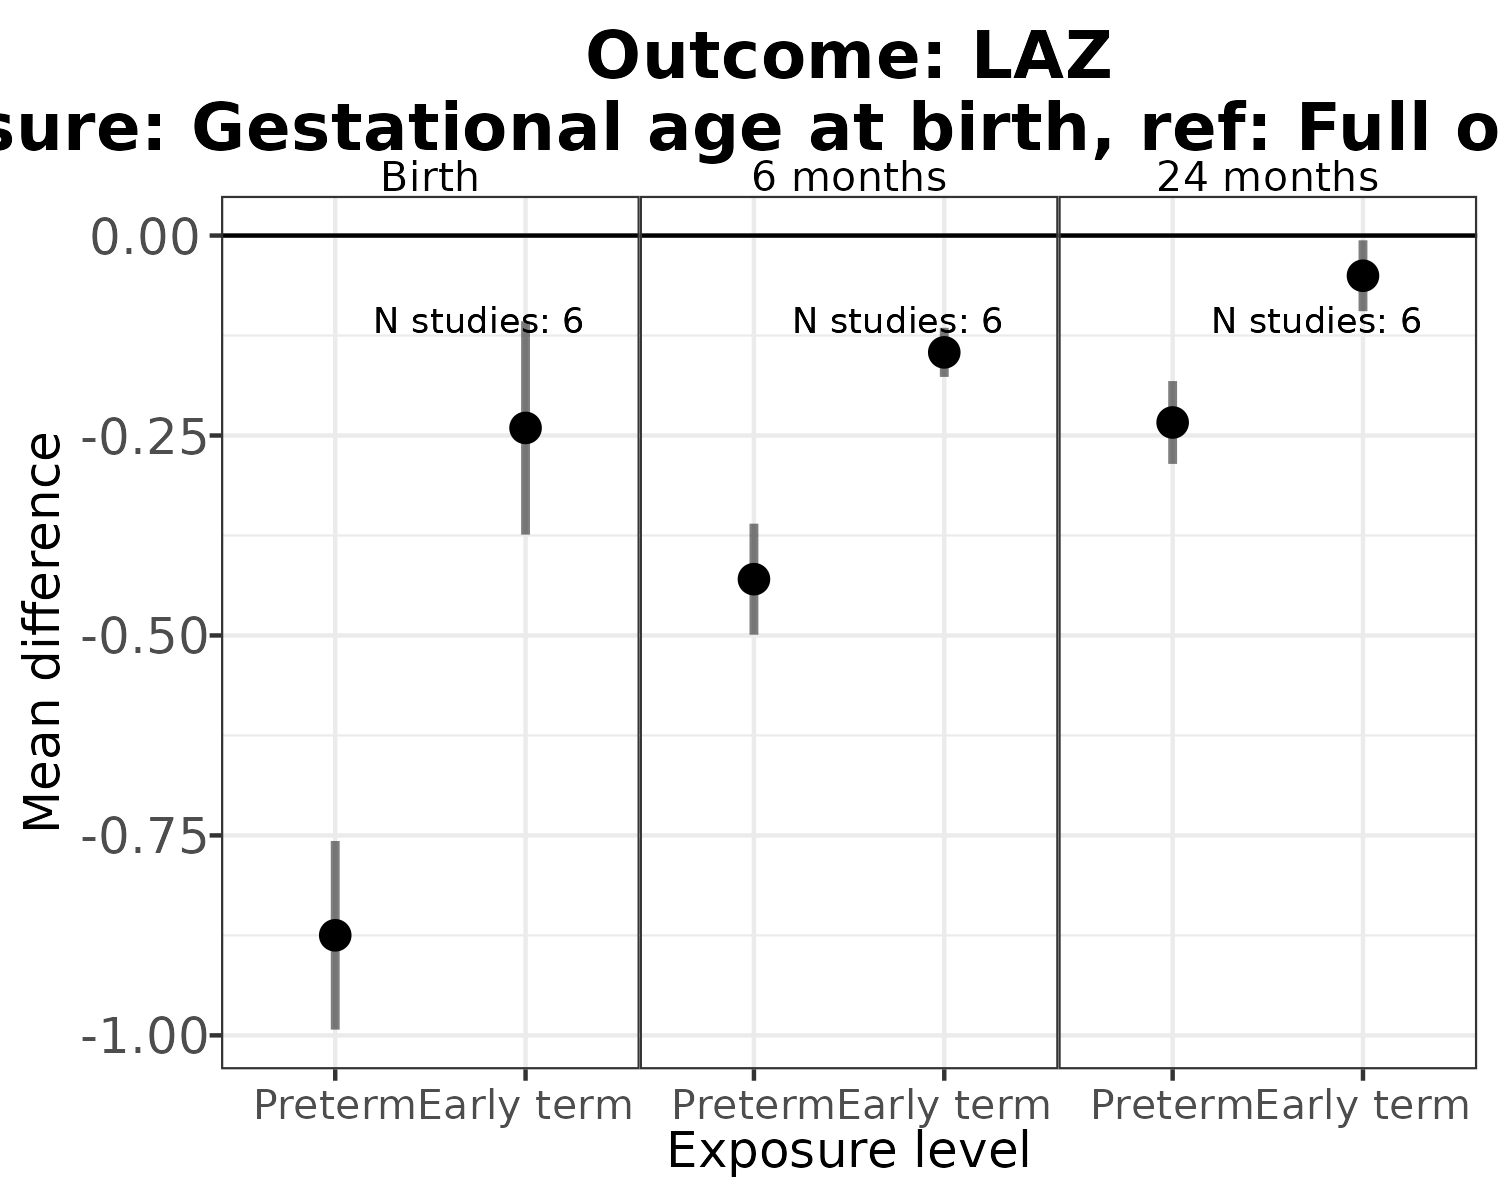 Outcome: LAZ
sure: Gestational age at birth, ref: Full o
Birth
6 months
24 months
0.00
-0.25
-0.50
-0.75
-1.00
Mean difference
N studies: 6
N studies: 6
N studies: 6
Preterm Early term
Preterm Early term
Preterm Early term
Exposure level